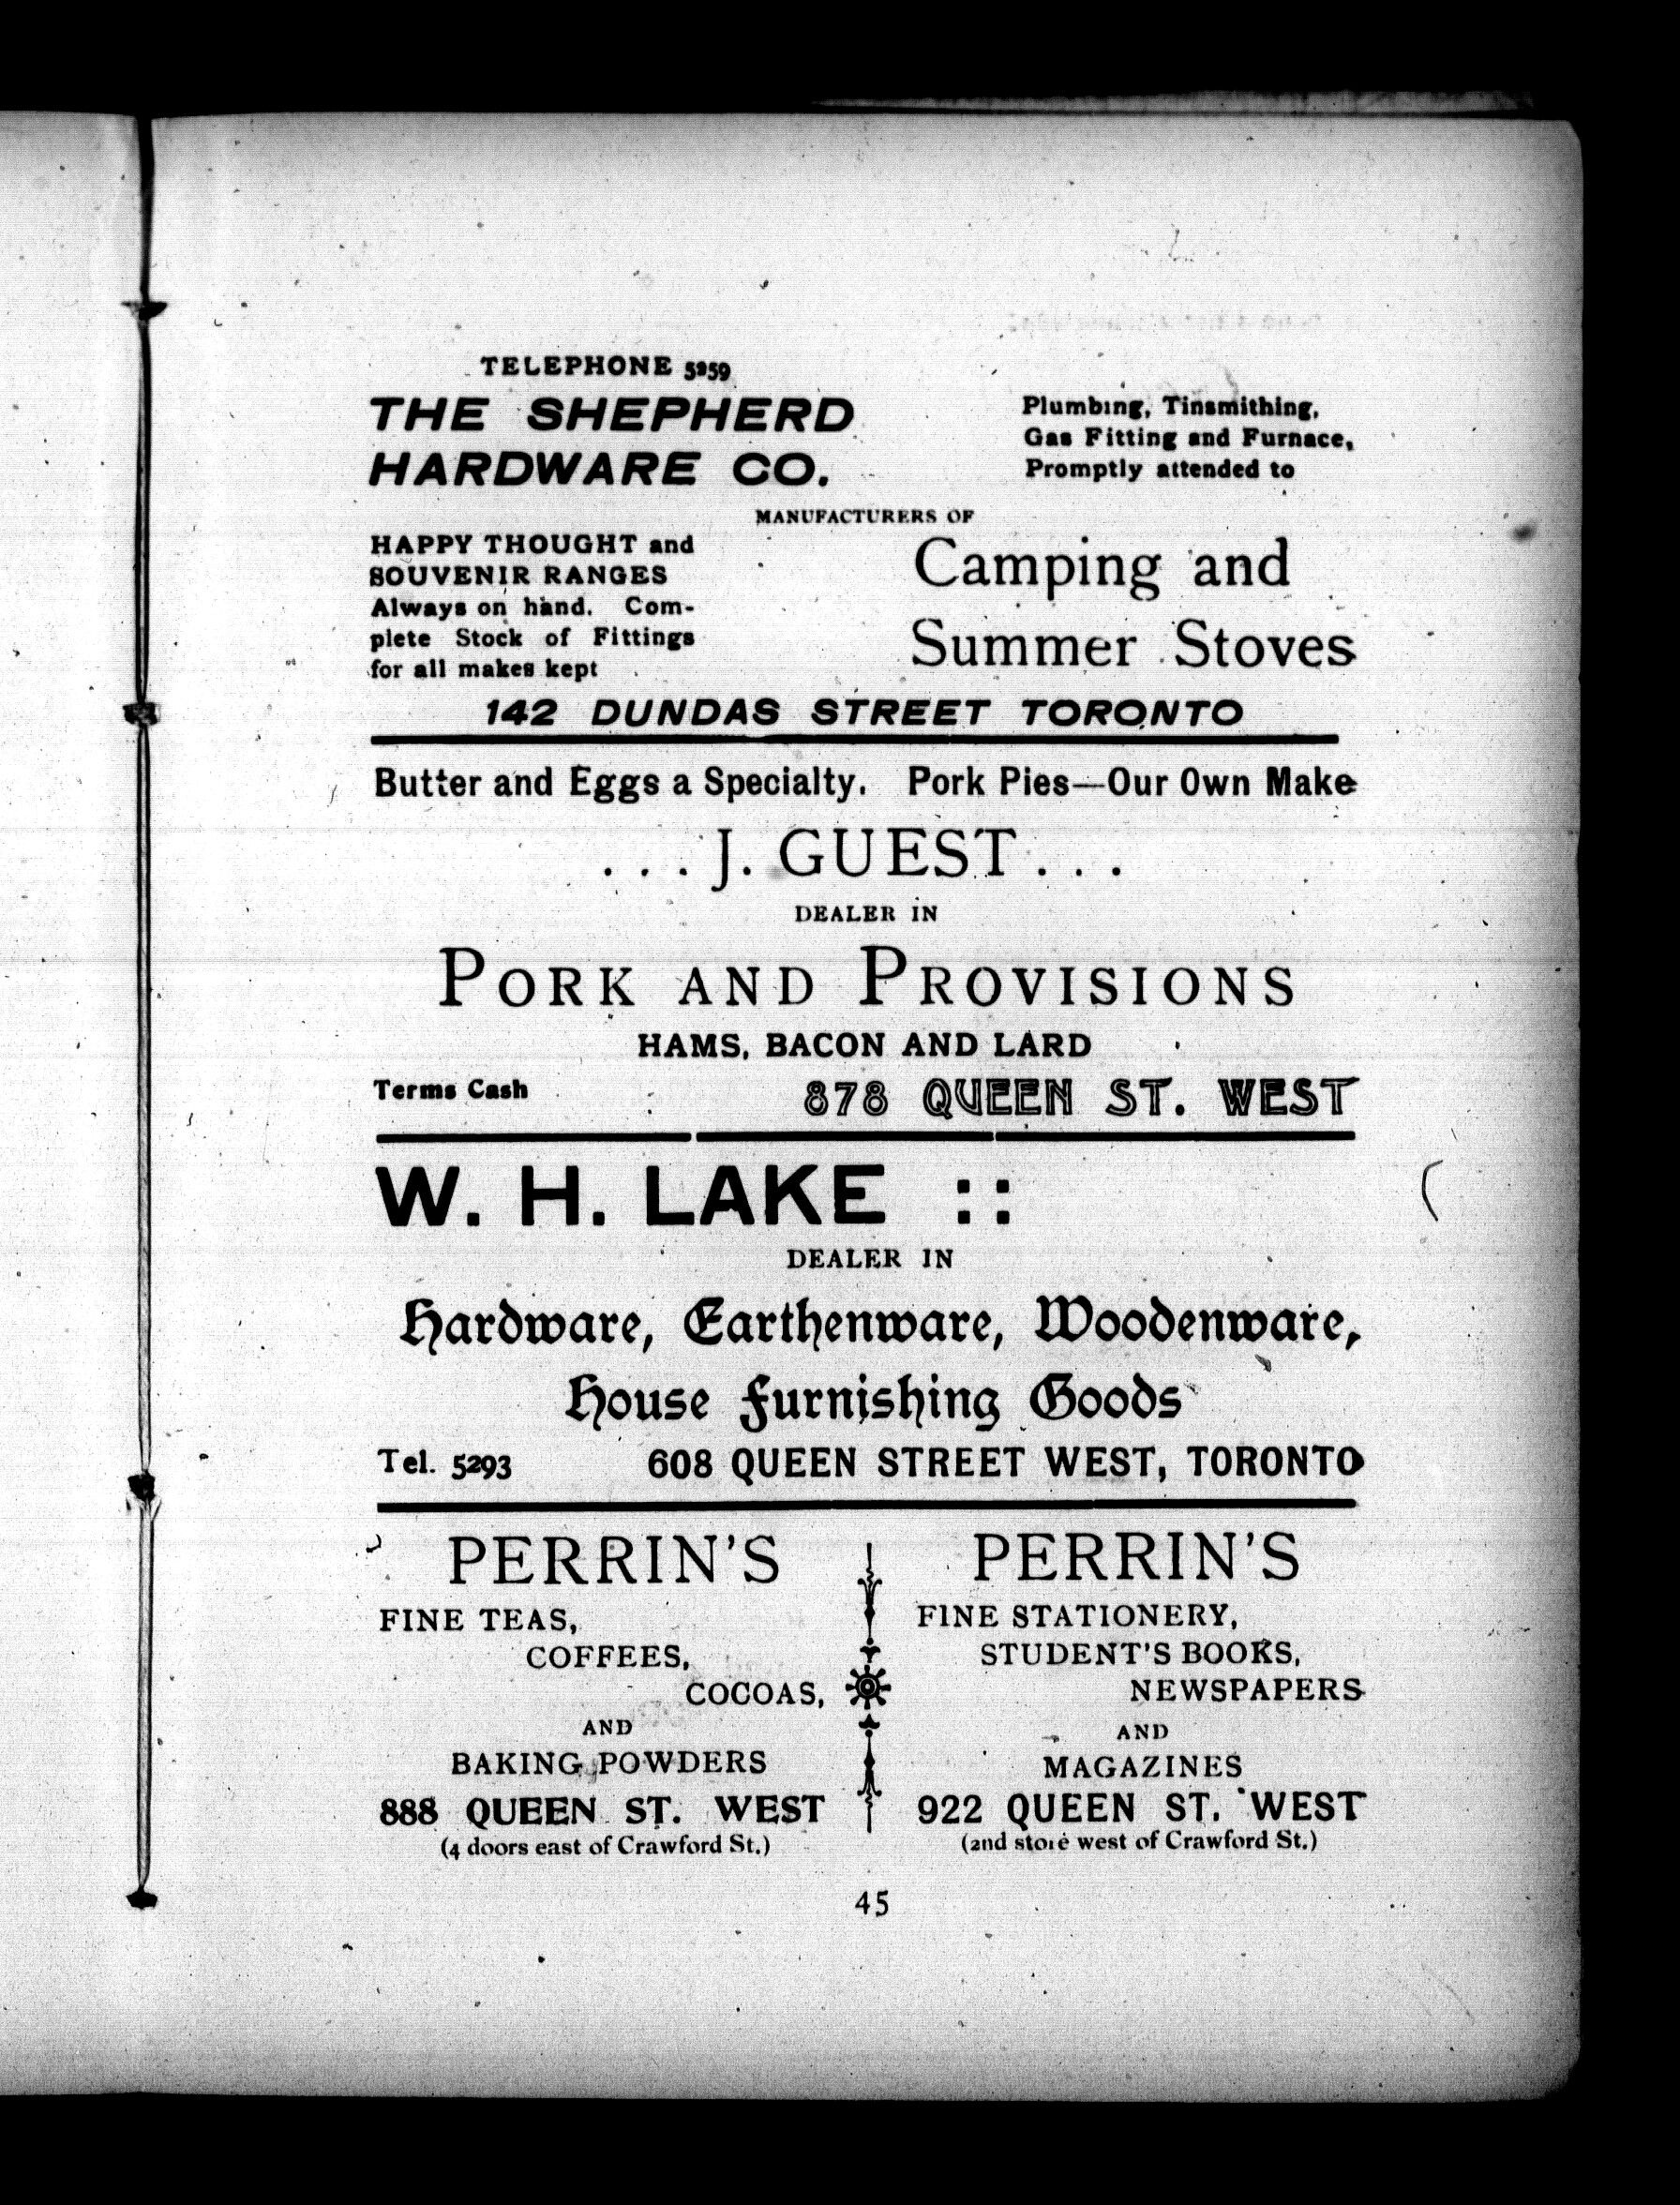 TELEPHONE
THE SHEPHERD
HARDWARE CO.
Plumbing, Tinsmithing,
Gas Fitting and Furnace,
Promptly attended to
MANUFACTURERS OF
HAPPY THOUGHT and
SOUVENIR RANGES
Always on hand. Com-
plete Stock of Fittings
for all makes kept
Camping and
Summer Stoves
142 DUNDAS STREET TORONTO
Butter and Eggs a Specialty. Pork Pies—Our Own Make
. . . J. GUEST . . .
DEALER IN
PORK AND PROVISIONS
HAMS, BACON AND LARD
Terms Cash 878 QUEEN ST. WEST
W. H. LAKE ::
DEALER IN
Hardware, Earthenware, Woodenware,
House Furnishing Goods
Tel. 5293 608 QUEEN STREET WEST, TORONTO
PERRIN'S
FINE TEAS,
COFFEES,
COCOAS,
AND
BAKING POWDERS
888 QUEEN ST. WEST
(4 doors east of Crawford St.)
PERRIN'S
FINE STATIONERY,
STUDENT'S BOOKS,
NEWSPAPERS
AND
MAGAZINES
922 QUEEN ST. WEST
(2nd store west of Crawford St.)
45